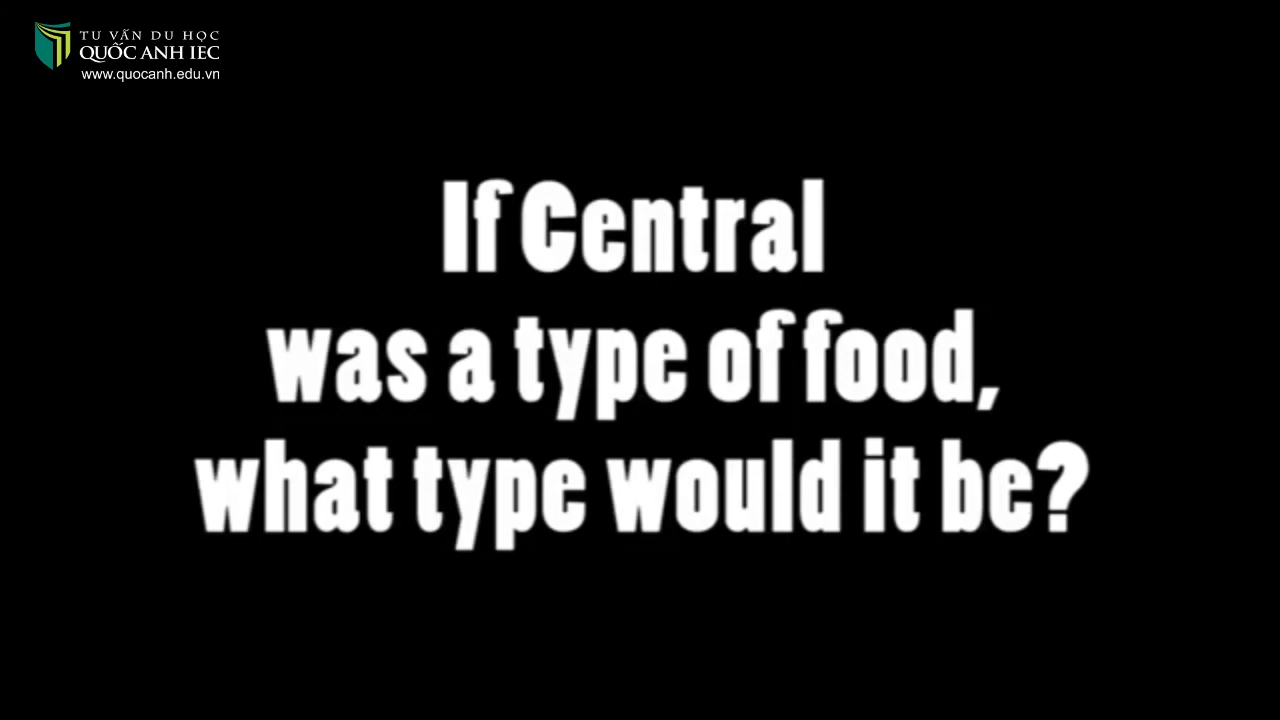 TƯ VẤN DU HỌC
QUỐC ANH IEC
www.quocanh.edu.vn
If Central
was a type of food,
what type would it be?